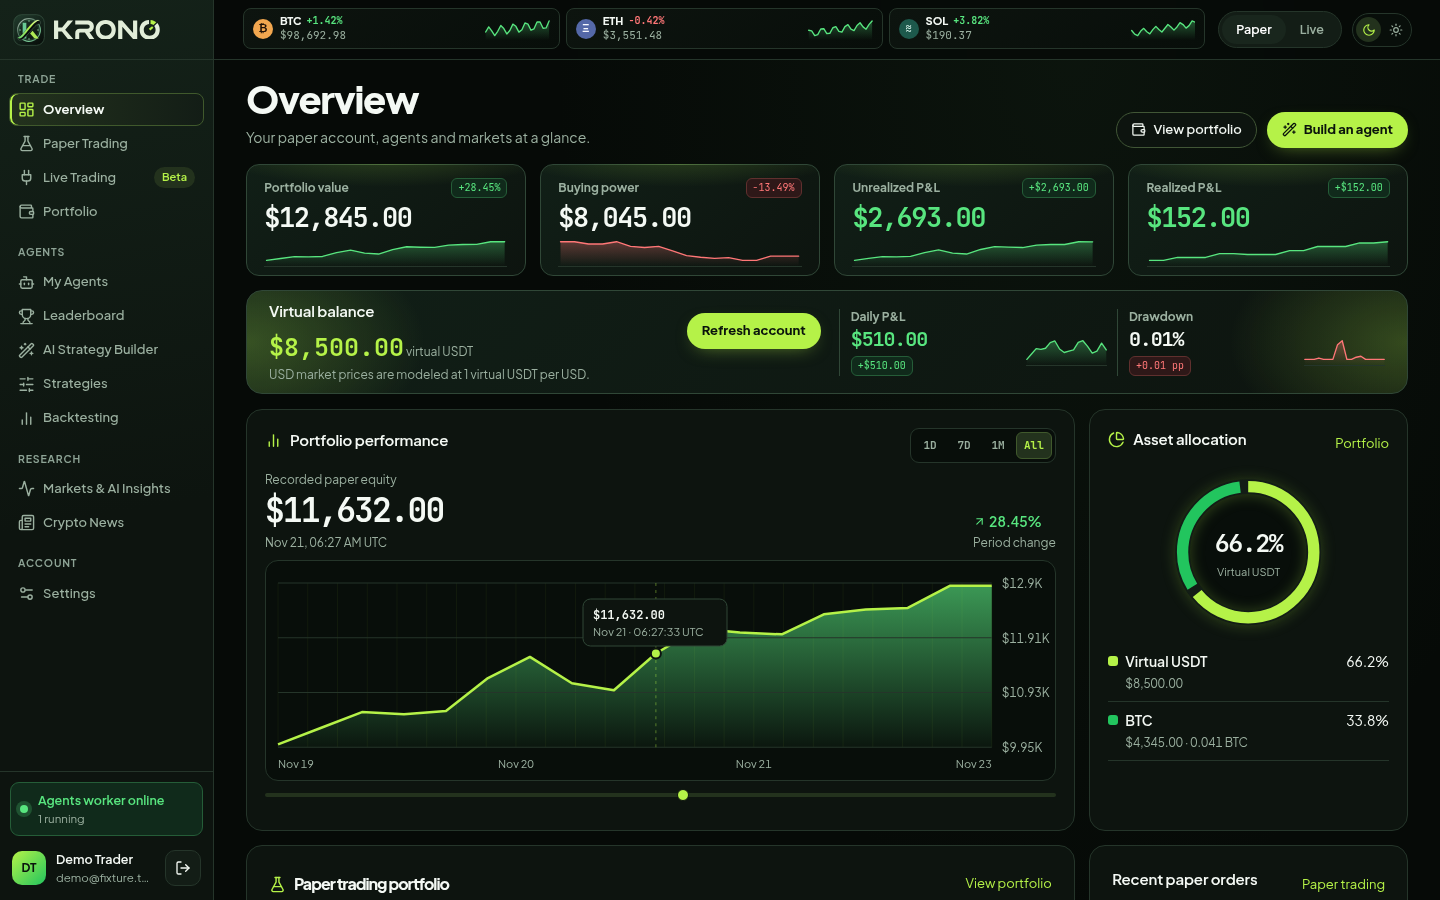 KRONO
TRADE
Overview
Paper Trading
Live Trading Beta
Portfolio
AGENTS
My Agents
Leaderboard
AI Strategy Builder
Strategies
Backtesting
RESEARCH
Markets & AI Insights
Crypto News
ACCOUNT
Settings
Agents worker online
1 running
DT
Demo Trader
demo@fixture.t...
BTC +1.42%
$98,692.98
ETH -0.42%
$3,551.48
SOL +3.82%
$190.37
Paper Live
Overview
Your paper account, agents and markets at a glance.
View portfolio
Build an agent
Portfolio value +28.45%
$12,845.00
Buying power -13.49%
$8,045.00
Unrealized P&L +$2,693.00
$2,693.00
Realized P&L +$152.00
$152.00
Virtual balance
$8,500.00 virtual USDT
USD market prices are modeled at 1 virtual USDT per USD.
Refresh account
Daily P&L
$510.00
+$510.00
Drawdown
0.01%
+0.01 pp
Portfolio performance
1D 7D 1M All
Recorded paper equity
$11,632.00
Nov 21, 06:27 AM UTC
28.45%
Period change
$11,632.00
Nov 21 · 06:27:33 UTC
$12.9K
$11.91K
$10.93K
$9.95K
Nov 19 Nov 20 Nov 21 Nov 23
Asset allocation
Portfolio
66.2%
Virtual USDT
Virtual USDT 66.2%
$8,500.00
BTC 33.8%
$4,345.00 · 0.041 BTC
Paper trading portfolio
View portfolio
Recent paper orders
Paper trading